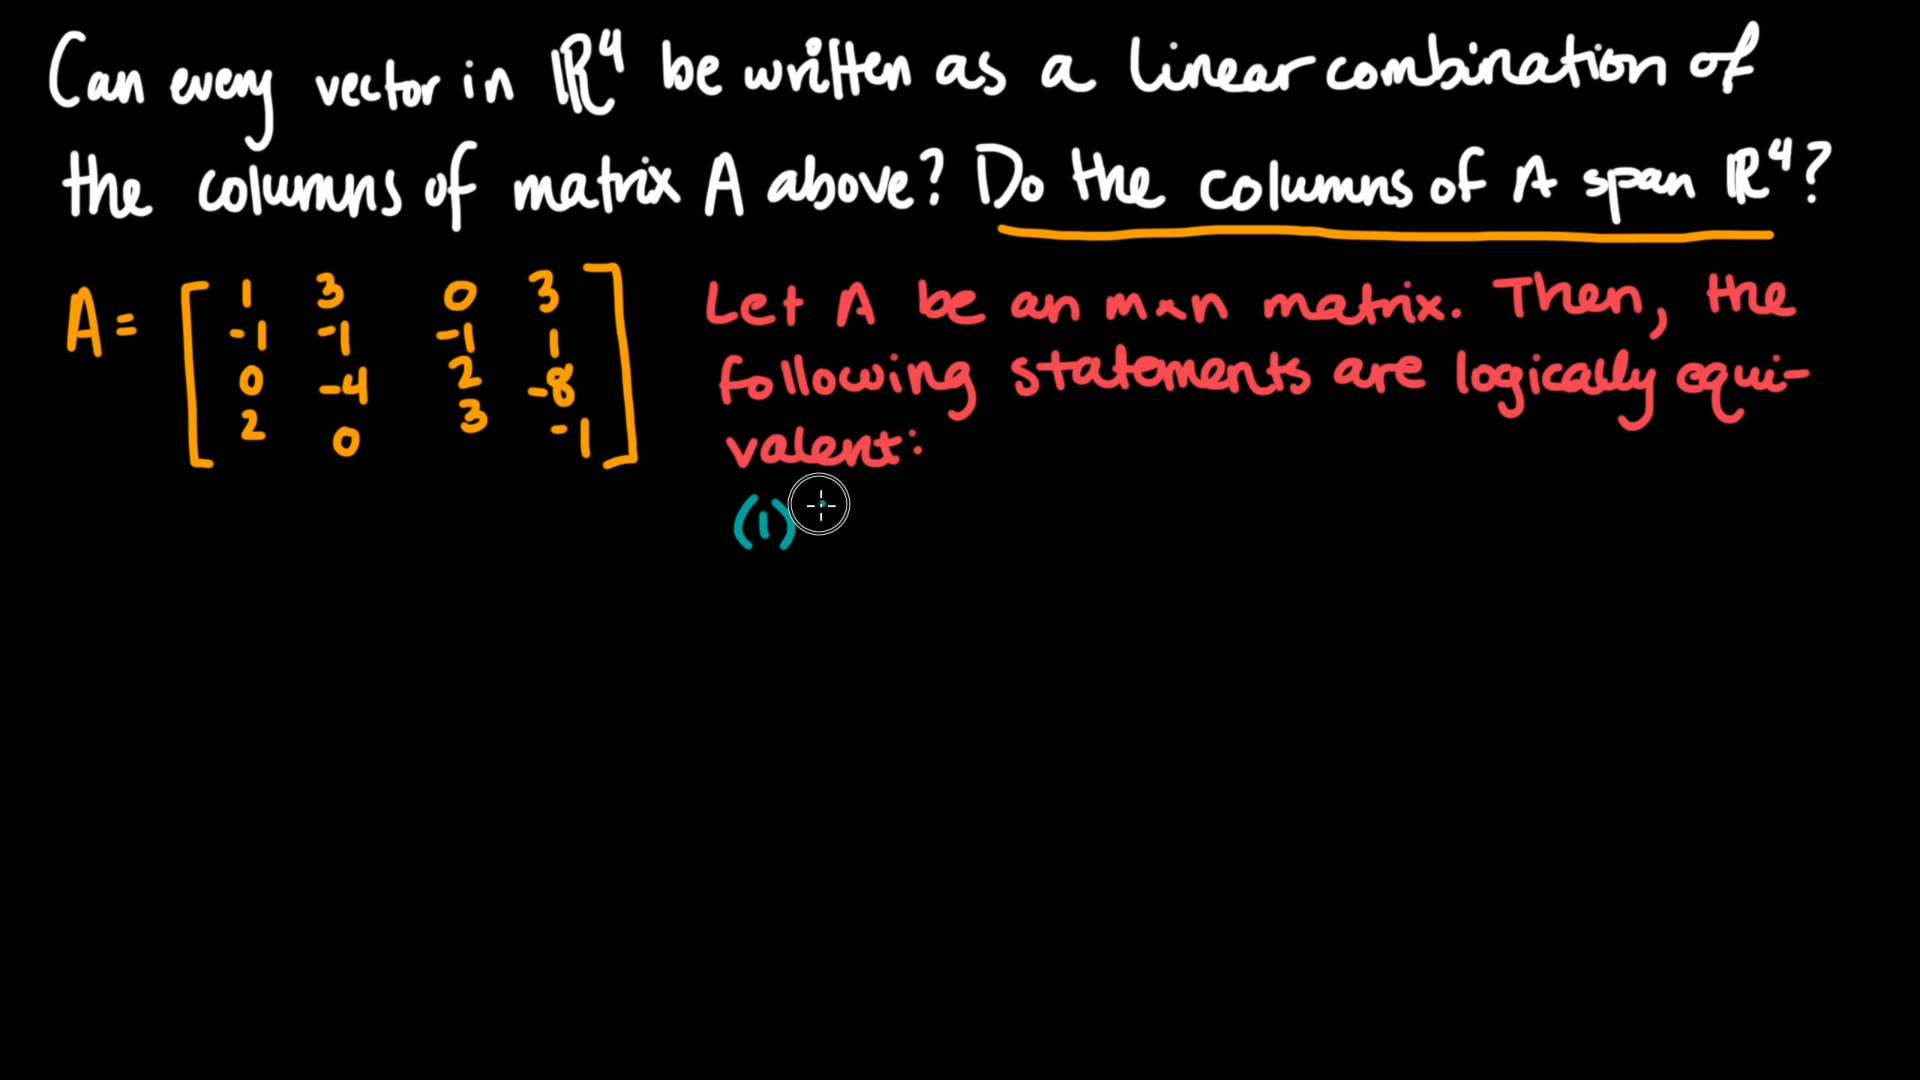 Can every vector in ℝ⁴ be written as a linear combination of
the columns of matrix A above? Do the columns of A span ℝ⁴?
A = [ 1 3 0 3
-1 -1 -1 1
0 -4 2 -8
2 0 3 -1 ]
Let A be an m×n matrix. Then, the
following statements are logically equi-
valent:
(1)